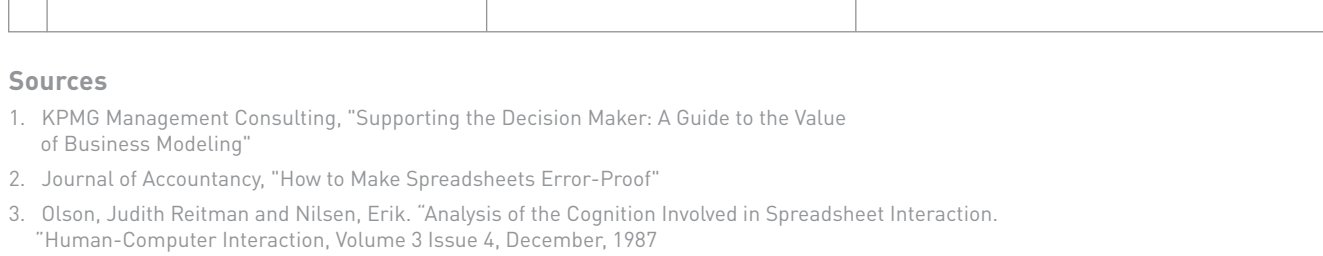 Sources
1. KPMG Management Consulting, "Supporting the Decision Maker: A Guide to the Value
of Business Modeling"
2. Journal of Accountancy, "How to Make Spreadsheets Error-Proof"
3. Olson, Judith Reitman and Nilsen, Erik. ˝Analysis of the Cognition Involved in Spreadsheet Interaction.
˝Human-Computer Interaction, Volume 3 Issue 4, December, 1987